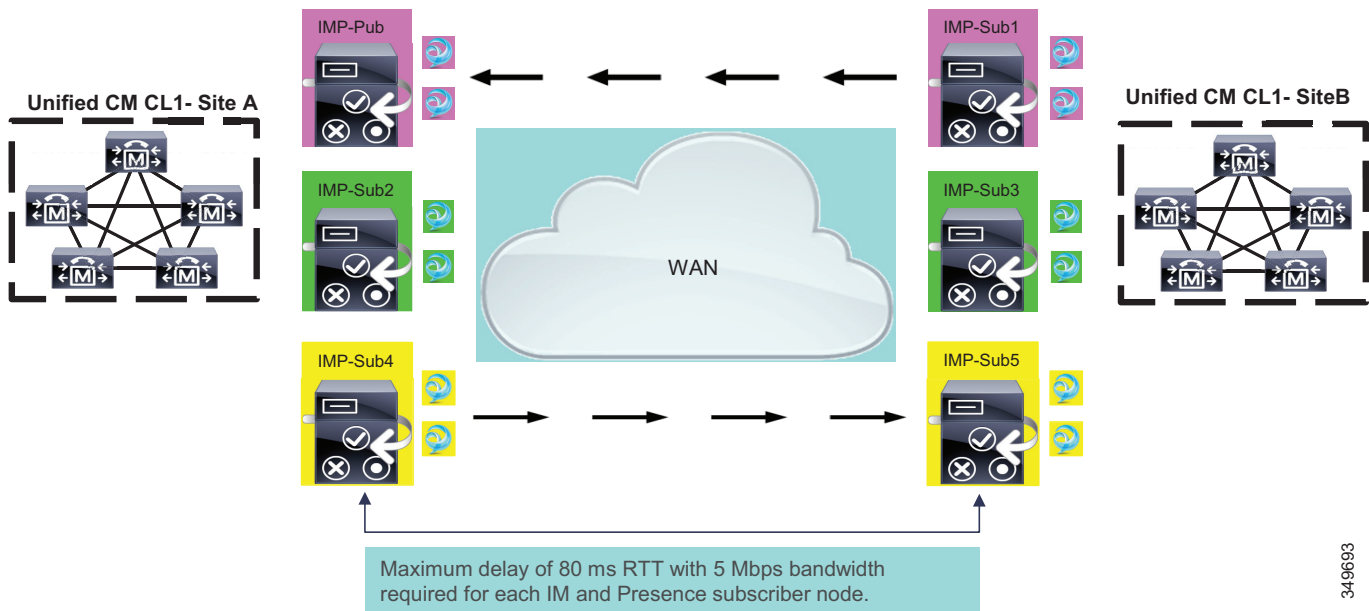 IMP-Pub
IMP-Sub1
Unified CM CL1- Site A
Unified CM CL1- SiteB
M
M
M
M
M
M
M
M
M
M
IMP-Sub2
IMP-Sub3
WAN
IMP-Sub4
IMP-Sub5
Maximum delay of 80 ms RTT with 5 Mbps bandwidth
required for each IM and Presence subscriber node.
349693